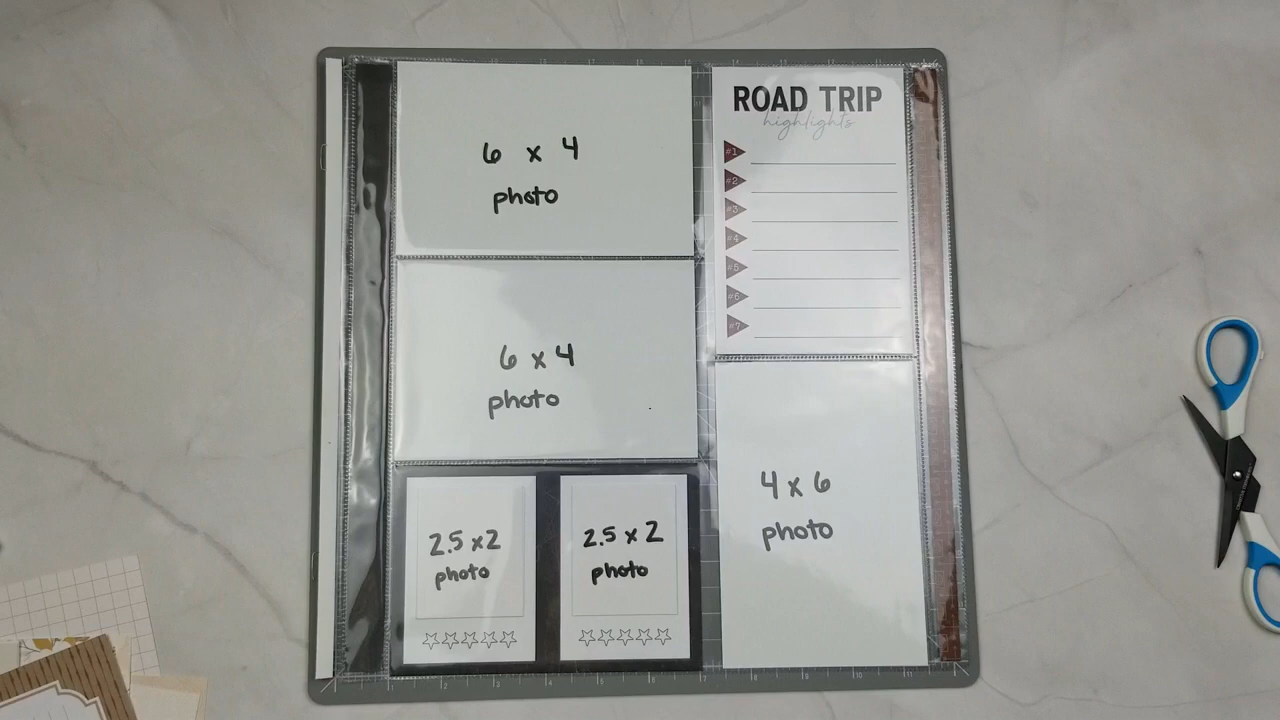 6 x 4
photo
6 x 4
photo
2.5 x 2
photo
2.5 x 2
photo
ROAD TRIP
highlights
#1
#2
#3
#4
#5
#6
#7
4 x 6
photo